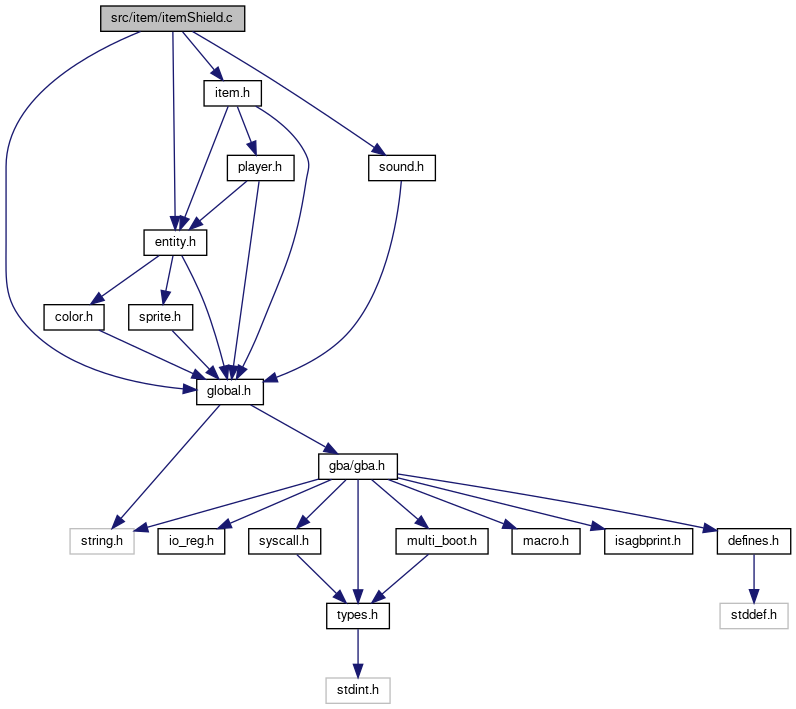 src/item/itemShield.c
item.h
player.h
sound.h
entity.h
color.h
sprite.h
global.h
gba/gba.h
string.h
io_reg.h
syscall.h
multi_boot.h
macro.h
isagbprint.h
defines.h
types.h
stddef.h
stdint.h